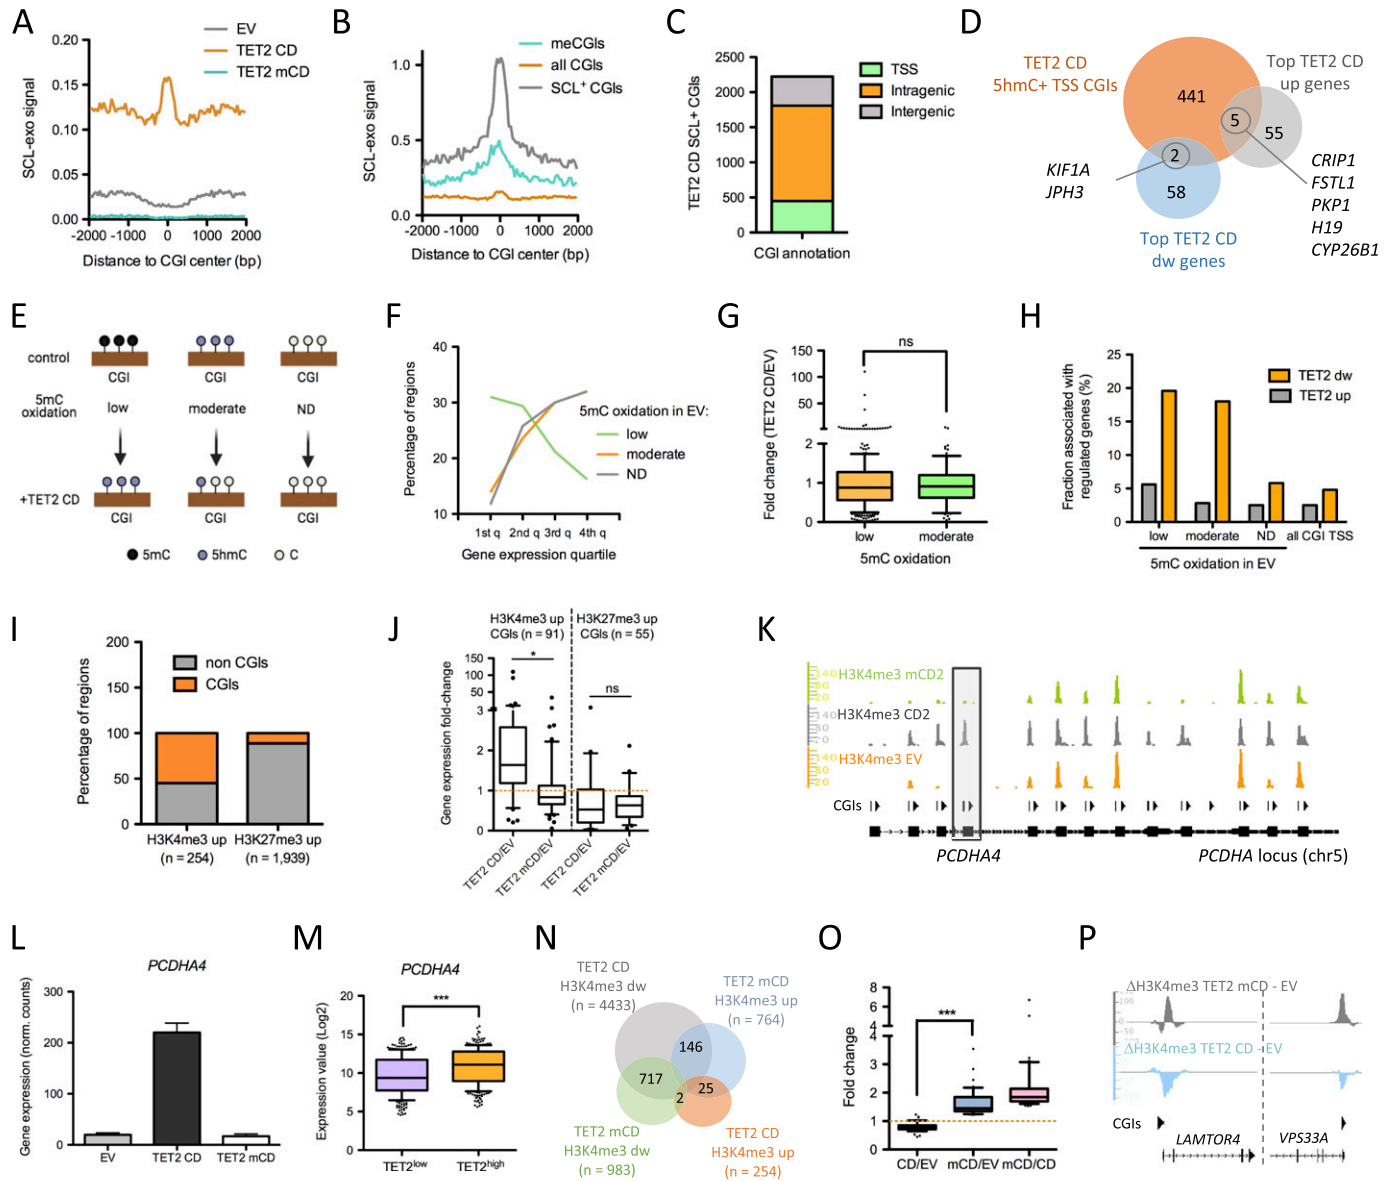 A
EV
TET2 CD
TET2 mCD
0.20
0.15
0.10
0.05
0.00
SCL-exo signal
-2000 -1000 0 1000 2000
Distance to CGI center (bp)
B
meCGIs
all CGIs
SCL+ CGIs
1.0
0.5
0.0
SCL-exo signal
-2000 -1000 0 1000 2000
Distance to CGI center (bp)
C
2500
2000
1500
1000
500
0
TET2 CD SCL+ CGIs
TSS
Intragenic
Intergenic
CGI annotation
D
TET2 CD
5hmC+ TSS CGIs
Top TET2 CD
up genes
441
5
55
2
58
KIF1A
JPH3
CRIP1
FSTL1
PKP1
H19
CYP26B1
Top TET2 CD
dw genes
E
control
CGI CGI CGI
5mC
oxidation
low moderate ND
+TET2 CD
CGI CGI CGI
5mC 5hmC C
F
40
30
20
10
Percentage of regions
5mC oxidation in EV:
low
moderate
ND
1st q 2nd q 3rd q 4th q
Gene expression quartile
G
Fold change (TET2 CD/EV)
150
100
50
2
1
0
ns
low moderate
5mC oxidation
H
Fraction associated with
regulated genes (%)
25
20
15
10
5
0
TET2 dw
TET2 up
low moderate ND all CGI TSS
5mC oxidation in EV
I
Percentage of regions
200
150
100
50
0
non CGIs
CGIs
H3K4me3 up
(n = 254)
H3K27me3 up
(n = 1,939)
J
H3K4me3 up
CGIs (n = 91)
H3K27me3 up
CGIs (n = 55)
Gene expression fold-change
150
100
50
3
2
1
0
*
ns
TET2 CD/EV
TET2 mCD/EV
TET2 CD/EV
TET2 mCD/EV
K
H3K4me3 mCD2
H3K4me3 CD2
H3K4me3 EV
140
80
20
CGIs
PCDHA4
PCDHA locus (chr5)
L
PCDHA4
Gene expression (norm. counts)
300
200
100
0
EV TET2 CD TET2 mCD
M
PCDHA4
Expression value (Log2)
20
15
10
5
0
***
TET2low TET2high
N
TET2 CD
H3K4me3 dw
(n = 4433)
TET2 mCD
H3K4me3 up
(n = 764)
146
717
25
2
TET2 mCD
H3K4me3 dw
(n = 983)
TET2 CD
H3K4me3 up
(n = 254)
O
Fold change
8
6
4
4
3
2
1
0
***
CD/EV mCD/EV mCD/CD
P
ΔH3K4me3 TET2 mCD - EV
ΔH3K4me3 TET2 CD - EV
CGIs
LAMTOR4
VPS33A